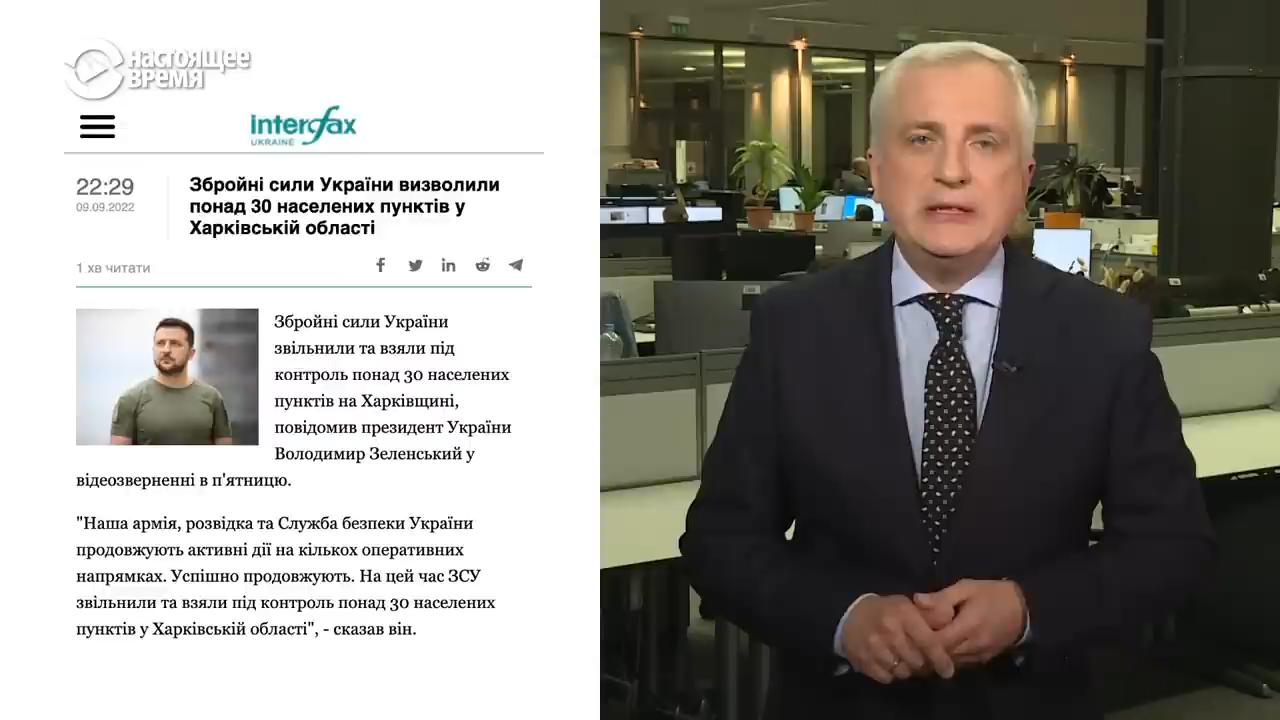 настоящее
время
interfax
UKRAINE
22:29
09.09.2022
Збройні сили України визволили
понад 30 населених пунктів у
Харківській області
1 хв читати
Збройні сили України
звільнили та взяли під
контроль понад 30 населених
пунктів на Харківщині,
повідомив президент України
Володимир Зеленський у
відеозверненні в п'ятницю.
"Наша армія, розвідка та Служба безпеки України
продовжують активні дії на кількох оперативних
напрямках. Успішно продовжують. На цей час ЗСУ
звільнили та взяли під контроль понад 30 населених
пунктів у Харківській області", - сказав він.